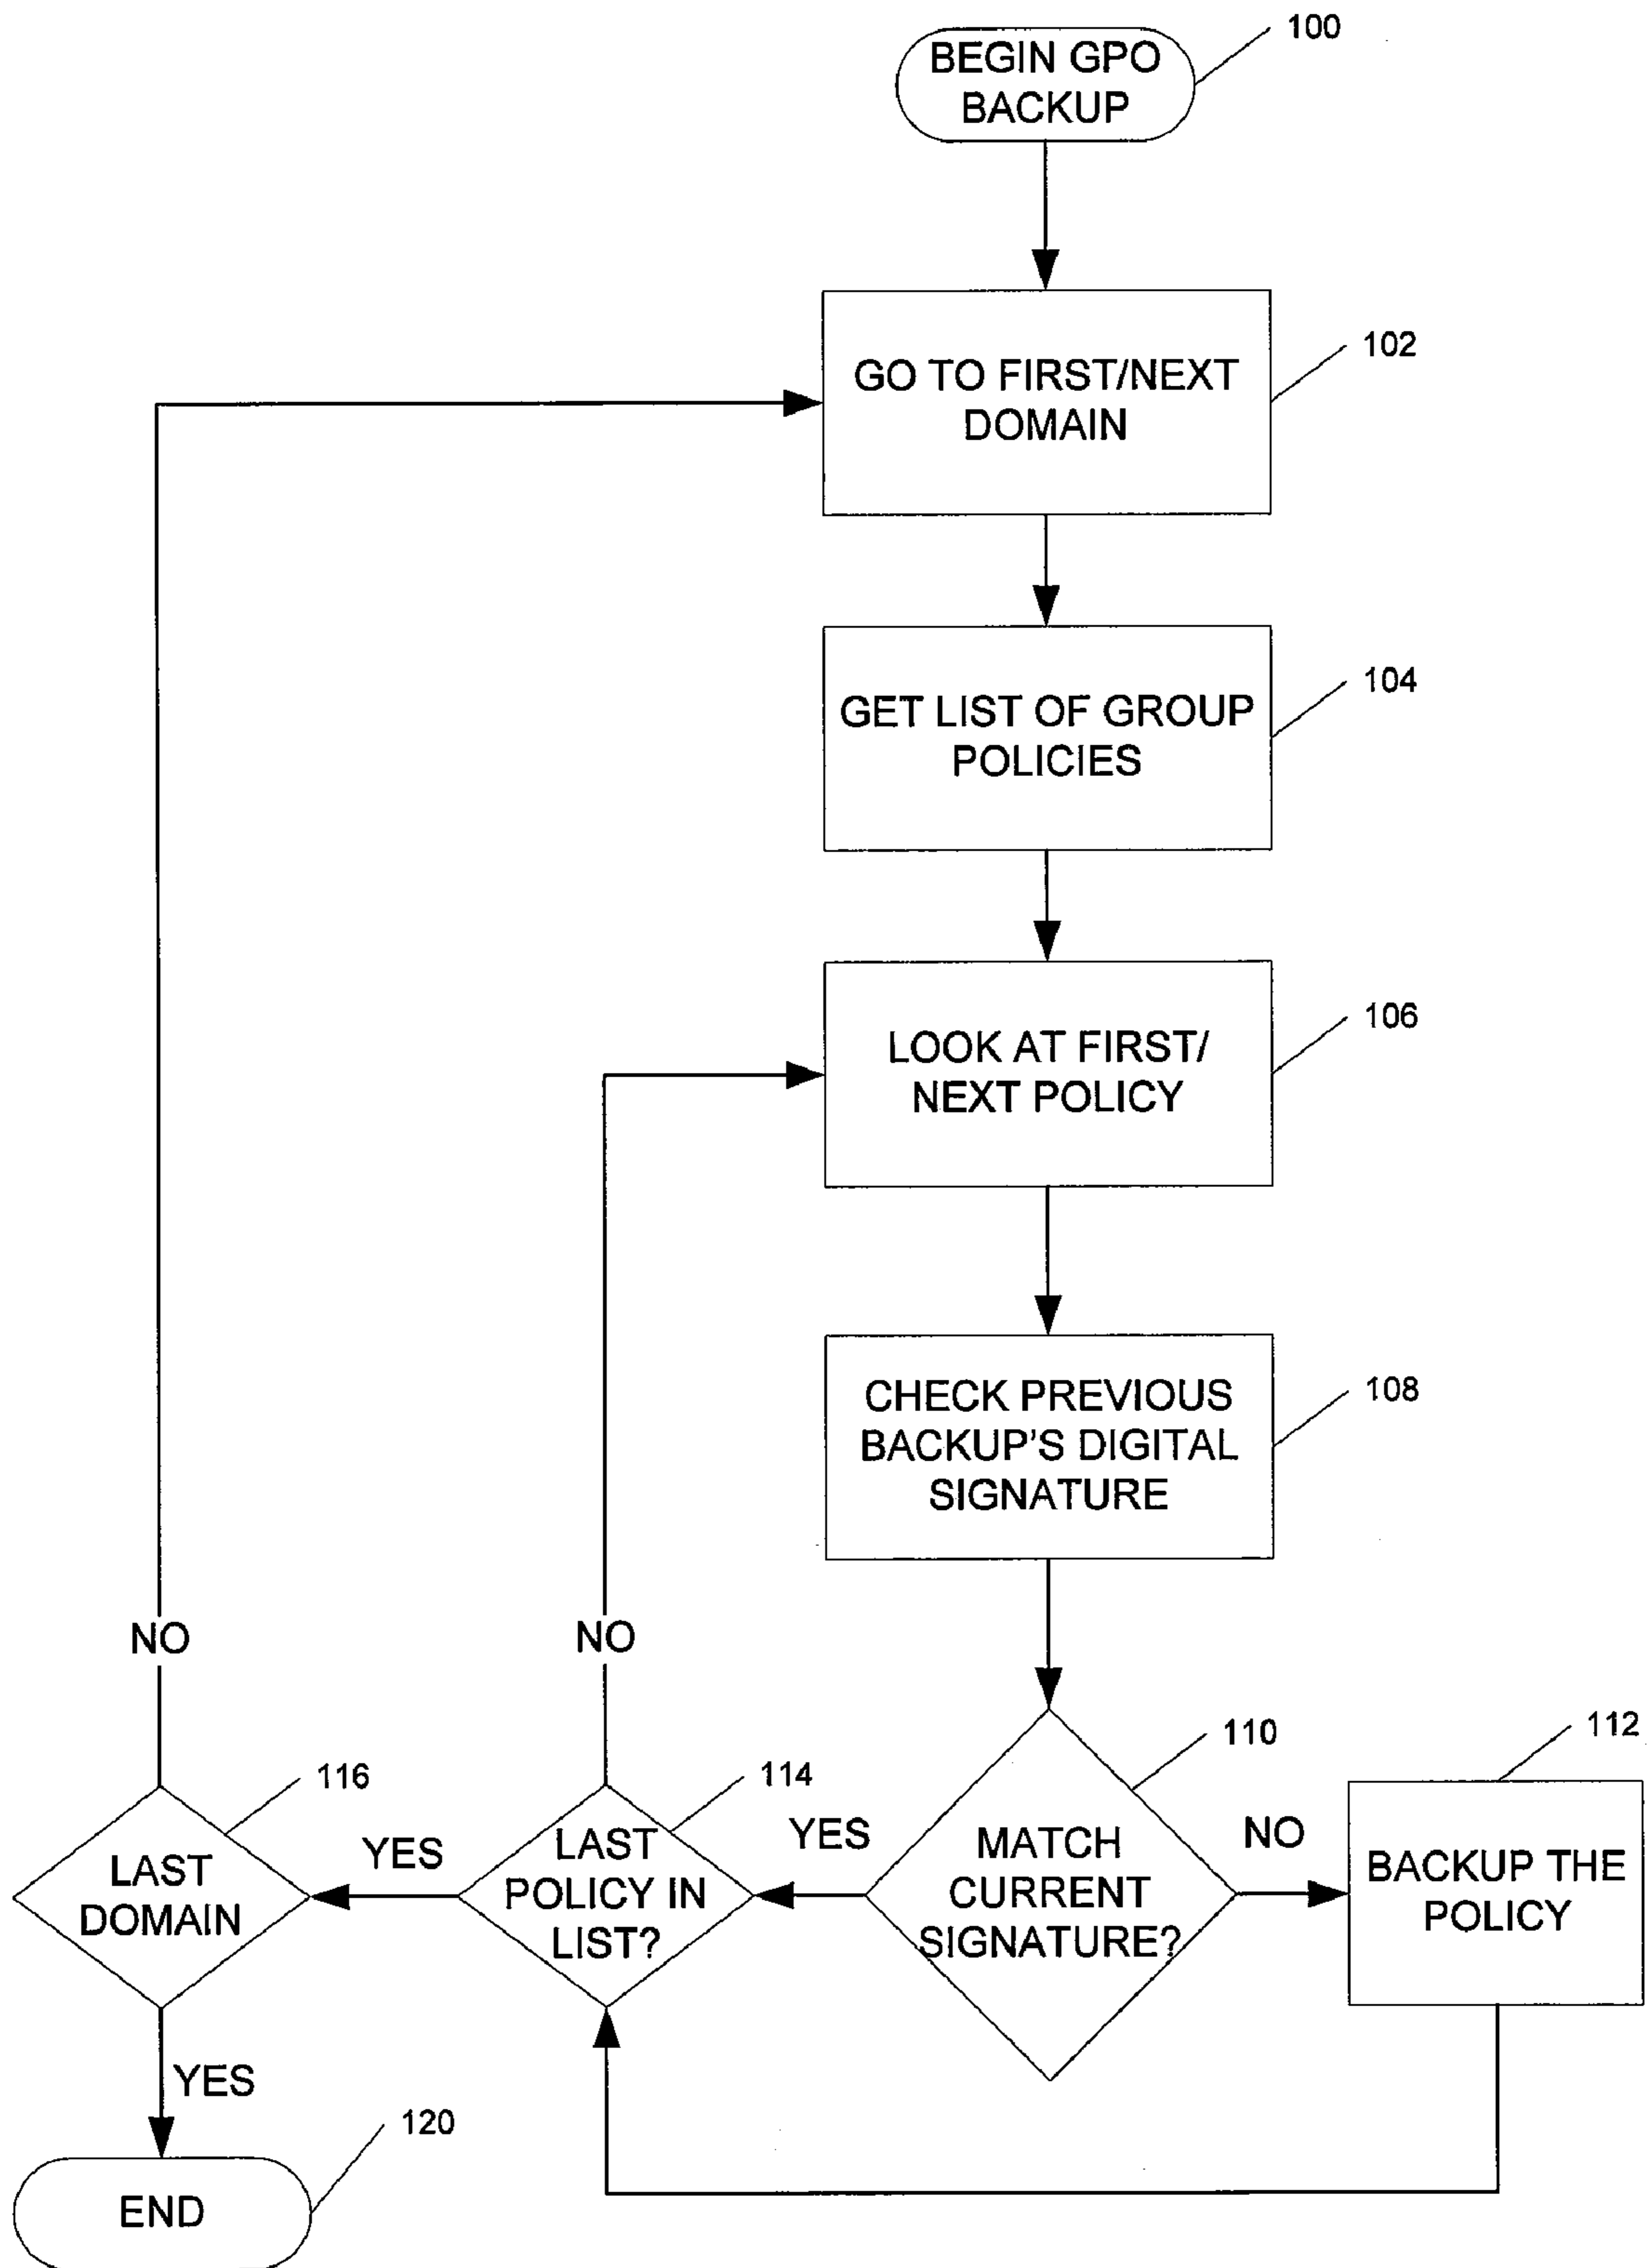 BEGIN GPO
BACKUP
100
GO TO FIRST/NEXT
DOMAIN
102
GET LIST OF GROUP
POLICIES
104
LOOK AT FIRST/
NEXT POLICY
106
CHECK PREVIOUS
BACKUP'S DIGITAL
SIGNATURE
108
NO
NO
116
LAST
DOMAIN
YES
114
LAST
POLICY IN
LIST?
YES
110
MATCH
CURRENT
SIGNATURE?
NO
112
BACKUP THE
POLICY
YES
120
END